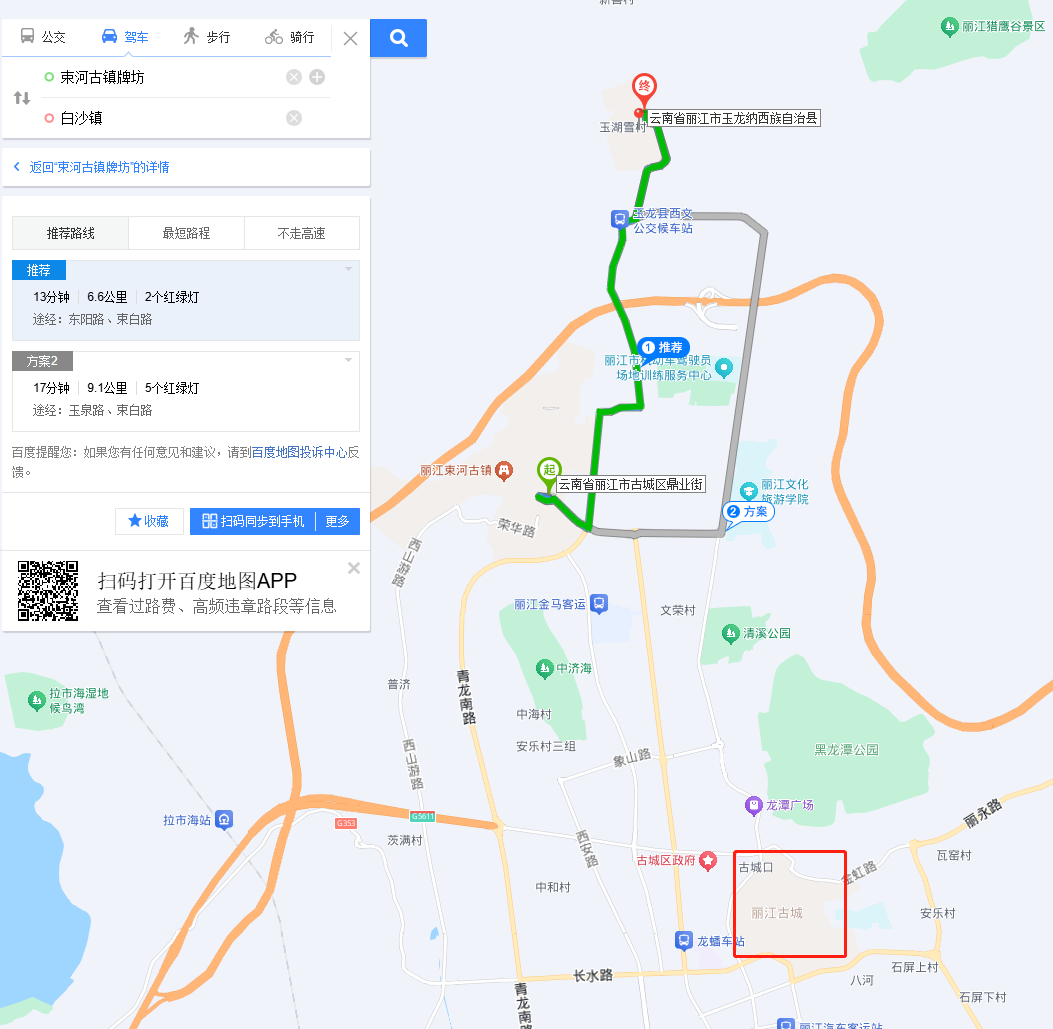 公交
驾车
步行
骑行
束河古镇牌坊
白沙镇
返回“束河古镇牌坊”的详情
推荐路线
最短路程
不走高速
推荐
13分钟 6.6公里 2个红绿灯
途经：东阳路、束白路
方案2
17分钟 9.1公里 5个红绿灯
途经：玉泉路、束白路
百度提醒您：如果您有任何意见和建议，请到百度地图投诉中心反
馈。
收藏
扫码同步到手机
更多
扫码打开百度地图APP
查看过路费、高频违章路段等信息
丽江猎鹰谷景区
终
云南省丽江市玉龙纳西族自治县
玉湖雪村
玉龙县西文
公交候车站
1 推荐
丽江市机动车驾驶员
场地训练服务中心
丽江束河古镇
起
云南省丽江市古城区鼎业街
丽江文化
旅游学院
2 方案
荣华路
西山游路
丽江金马客运
文荣村
清溪公园
中济海
普济
青龙南路
拉市海湿地
候鸟湾
中海村
安乐村三组
西山游路
象山路
黑龙潭公园
龙潭广场
丽永路
拉市海站
G353
G5611
茨满村
西安路
古城区政府
古城口
金虹路
瓦窑村
中和村
丽江古城
安乐村
龙蟠车站
长水路
石屏上村
八河
石屏下村
青龙南
丽江汽车客运站